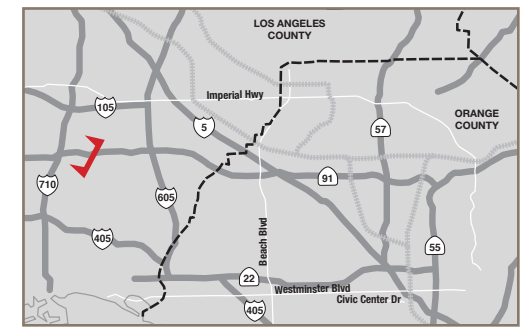 LOS ANGELES
COUNTY
Imperial Hwy
105
5
57
ORANGE
COUNTY
91
710
605
405
Beach Blvd
55
22
Westminster Blvd
Civic Center Dr
405